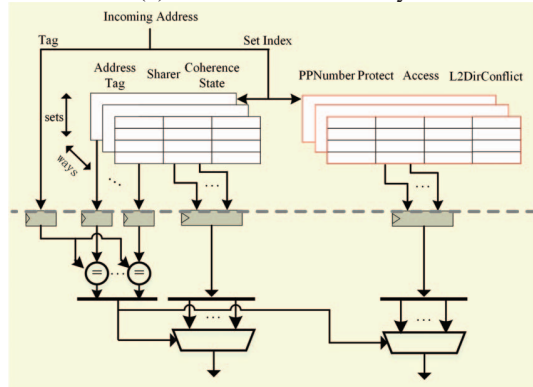 Incoming Address
Tag
Set Index
Address Tag
Sharer
Coherence State
PPNumber Protect Access L2DirConflict
sets
ways
...
...
...
=
...
=
...
...